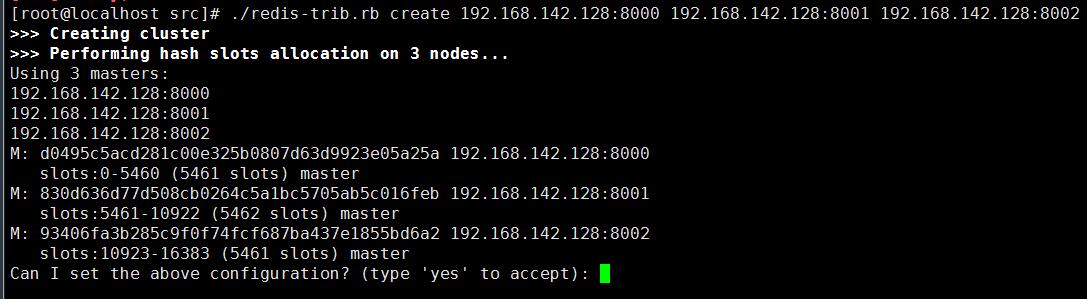 [root@localhost src]# ./redis-trib.rb create 192.168.142.128:8000 192.168.142.128:8001 192.168.142.128:8002
>>> Creating cluster
>>> Performing hash slots allocation on 3 nodes...
Using 3 masters:
192.168.142.128:8000
192.168.142.128:8001
192.168.142.128:8002
M: d0495c5acd281c00e325b0807d63d9923e05a25a 192.168.142.128:8000
slots:0-5460 (5461 slots) master
M: 830d636d77d508cb0264c5a1bc5705ab5c016feb 192.168.142.128:8001
slots:5461-10922 (5462 slots) master
M: 93406fa3b285c9f0f74fcf687ba437e1855bd6a2 192.168.142.128:8002
slots:10923-16383 (5461 slots) master
Can I set the above configuration? (type 'yes' to accept):